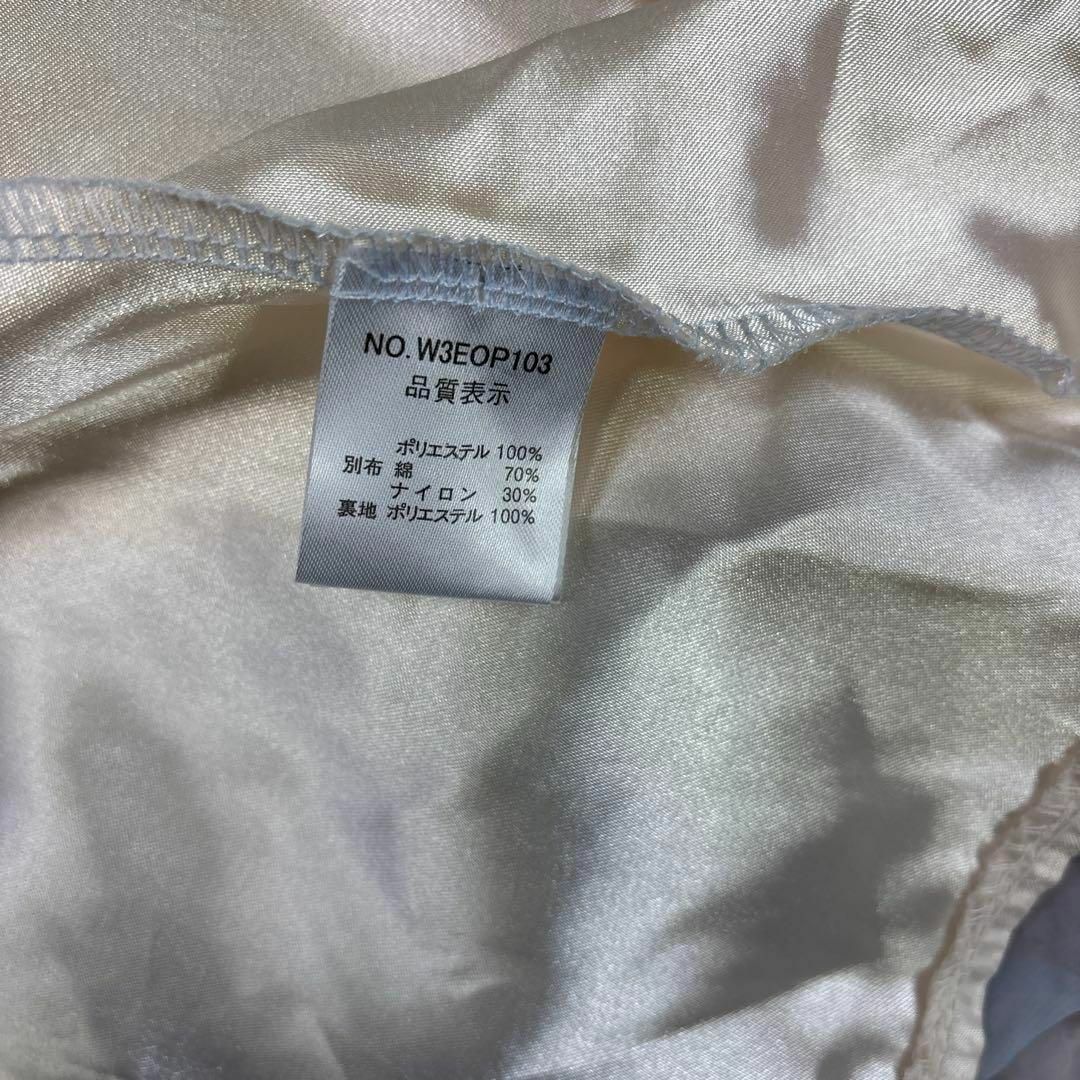 NO. W3EOP103
品質表示
ポリエステル 100%
別布 綿 70%
ナイロン 30%
裏地 ポリエステル 100%